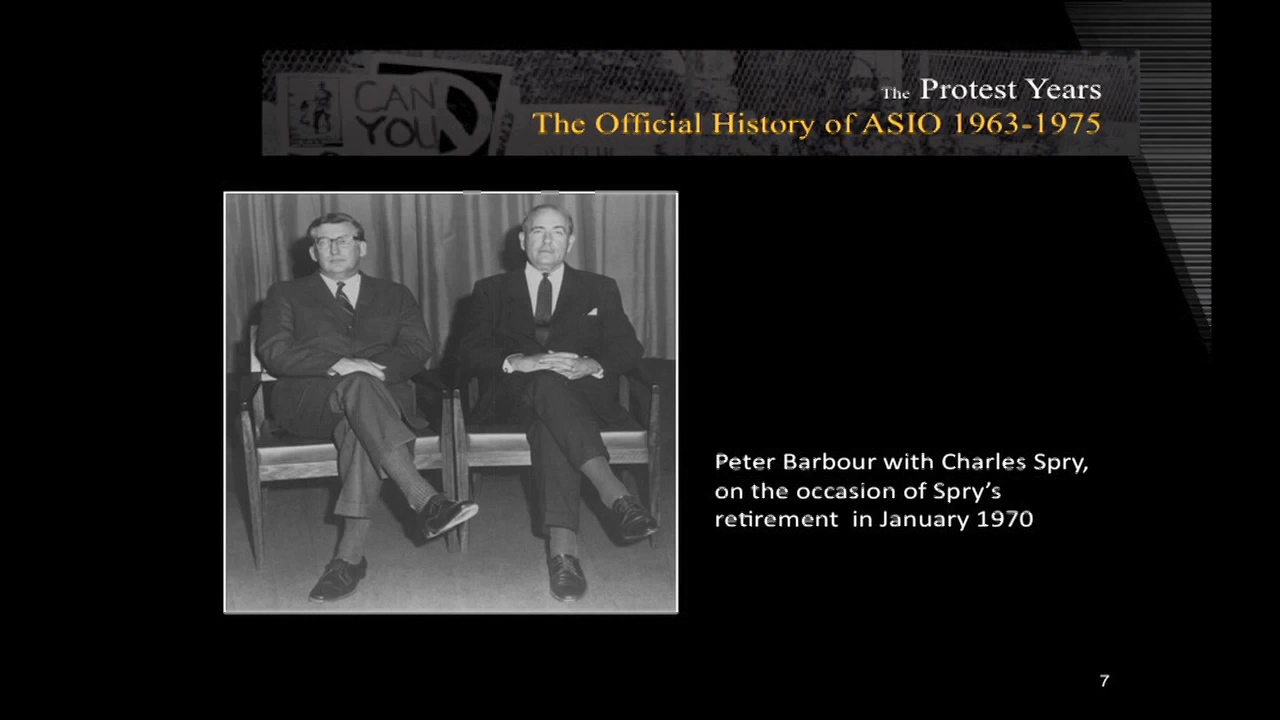 CAN
YOU
The Protest Years
The Official History of ASIO 1963-1975
Peter Barbour with Charles Spry,
on the occasion of Spry’s
retirement in January 1970
7